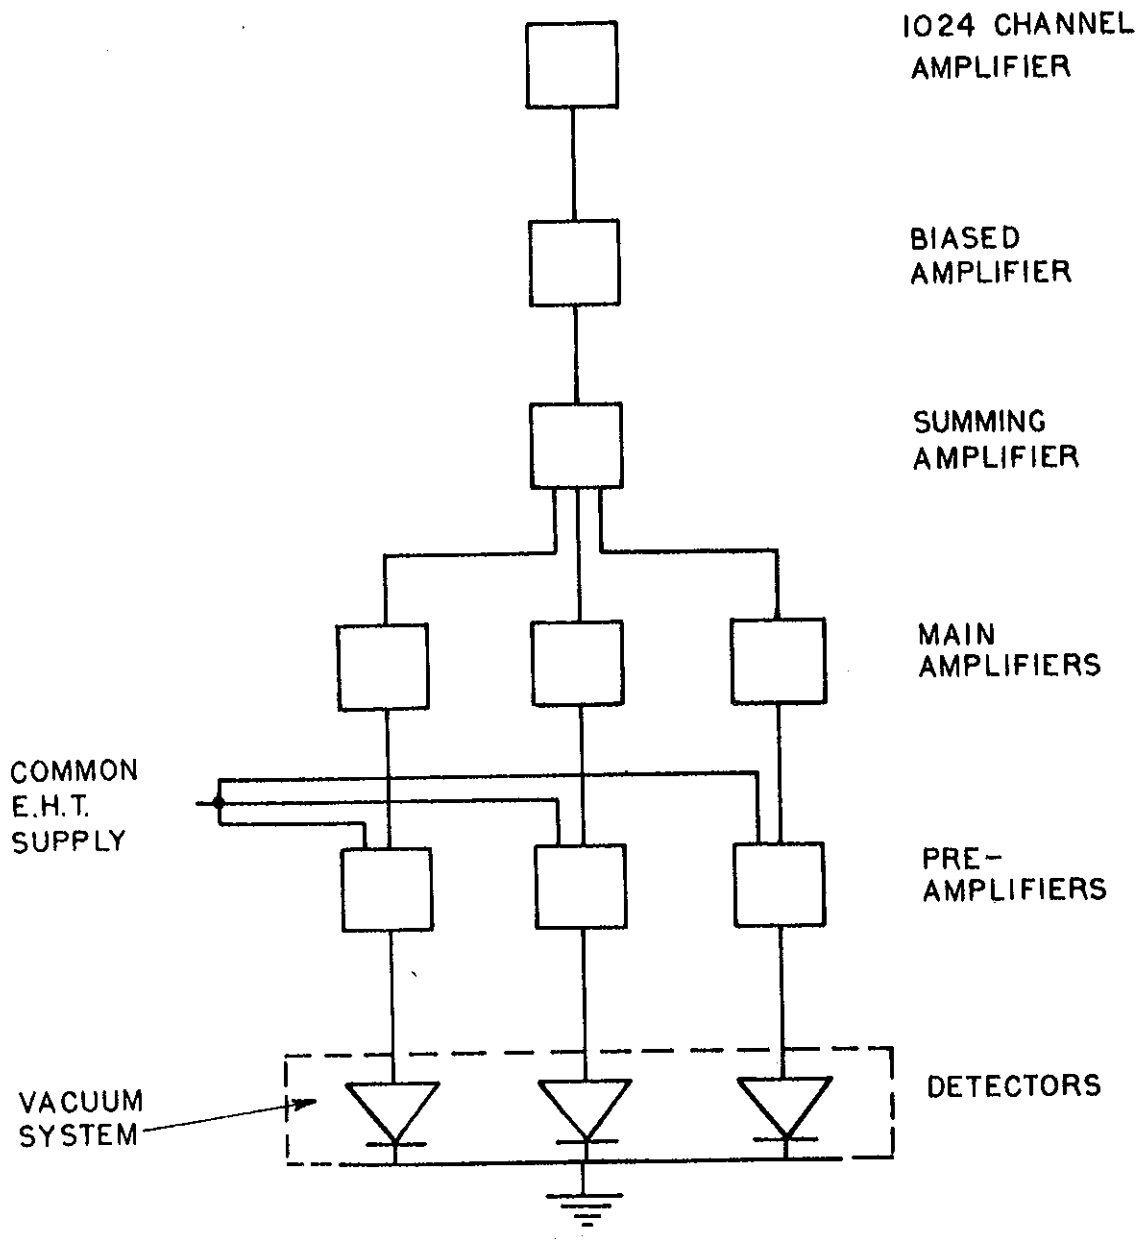 1024 CHANNEL
AMPLIFIER
BIASED
AMPLIFIER
SUMMING
AMPLIFIER
MAIN
AMPLIFIERS
COMMON
E.H.T.
SUPPLY
PRE-
AMPLIFIERS
DETECTORS
VACUUM
SYSTEM